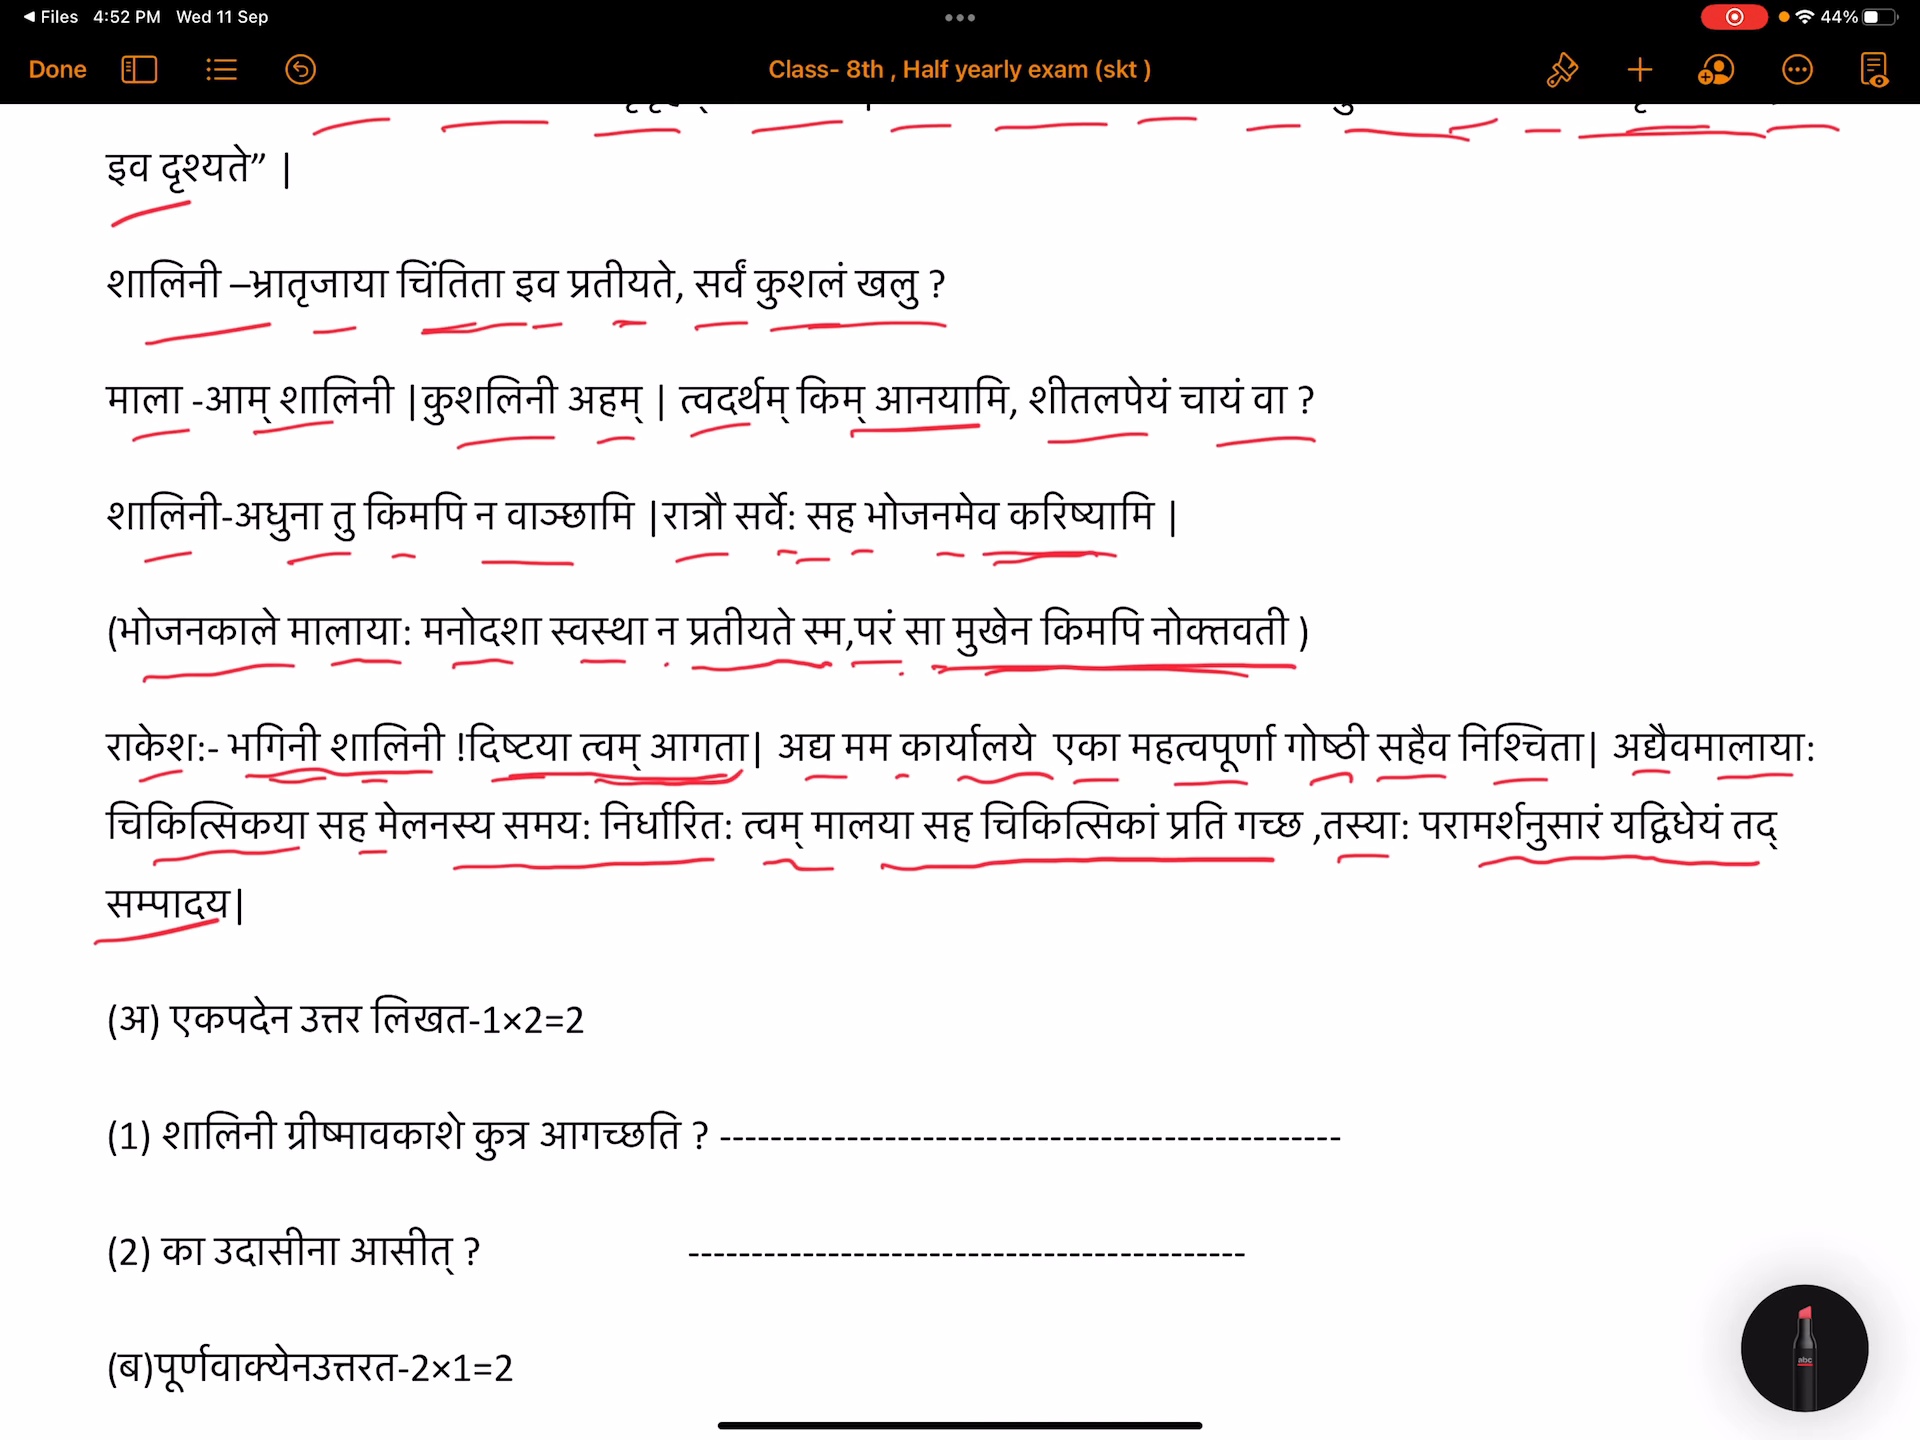 Files 4:52 PM Wed 11 Sep 44%
Done Class- 8th , Half yearly exam (skt )
इव दृश्यते” |
शालिनी –भ्रातृजाया चिंतिता इव प्रतीयते, सर्वं कुशलं खलु ?
माला -आम् शालिनी |कुशलिनी अहम् | त्वदर्थम् किम् आनयामि, शीतलपेयं चायं वा ?
शालिनी-अधुना तु किमपि न वाञ्छामि |रात्रौ सर्वे: सह भोजनमेव करिष्यामि |
(भोजनकाले मालाया: मनोदशा स्वस्था न प्रतीयते स्म,परं सा मुखेन किमपि नोक्तवती )
राकेश:- भगिनी शालिनी !दिष्टया त्वम् आगता| अद्य मम कार्यालये एका महत्वपूर्णा गोष्ठी सहैव निश्चिता| अद्यैवमालाया:
चिकित्सिकया सह मेलनस्य समय: निर्धारित: त्वम् मालया सह चिकित्सिकां प्रति गच्छ ,तस्या: परामर्शनुसारं यद्विधेयं तद्
सम्पादय|
(अ) एकपदेन उत्तर लिखत-1×2=2
(1) शालिनी ग्रीष्मावकाशे कुत्र आगच्छति ? -------------------------------------------------
(2) का उदासीना आसीत् ? --------------------------------------------
(ब)पूर्णवाक्येनउत्तरत-2×1=2
abc